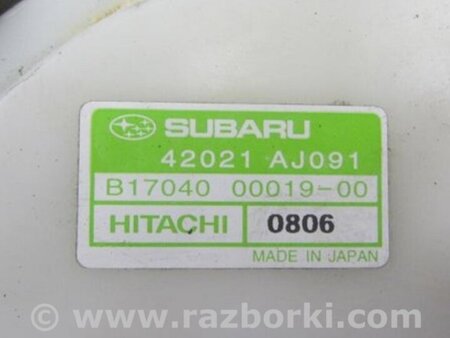 SUBARU
42021 AJ091
B17040 00019-00
HITACHI 0806
MADE IN JAPAN
© www.razborki.com